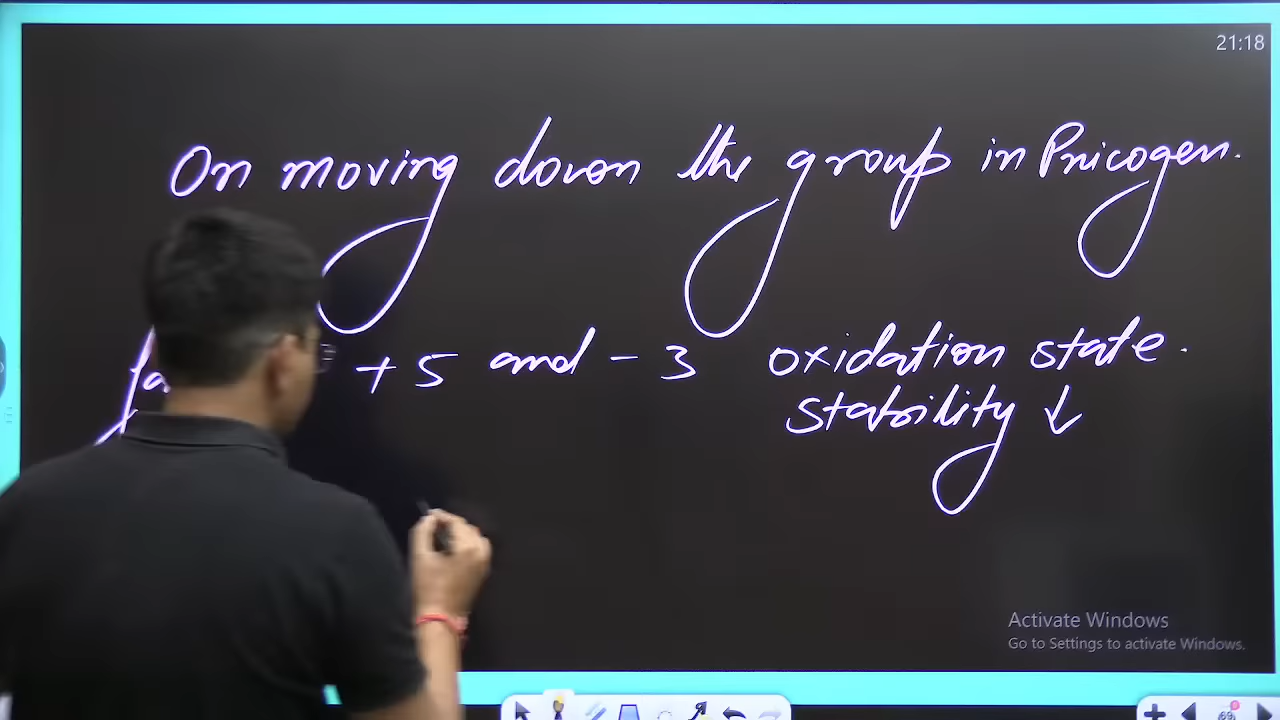 21:18
On moving down the group in Pnicogen.
+5 and -3 oxidation state.
stability ↓
Activate Windows
Go to Settings to activate Windows.
69